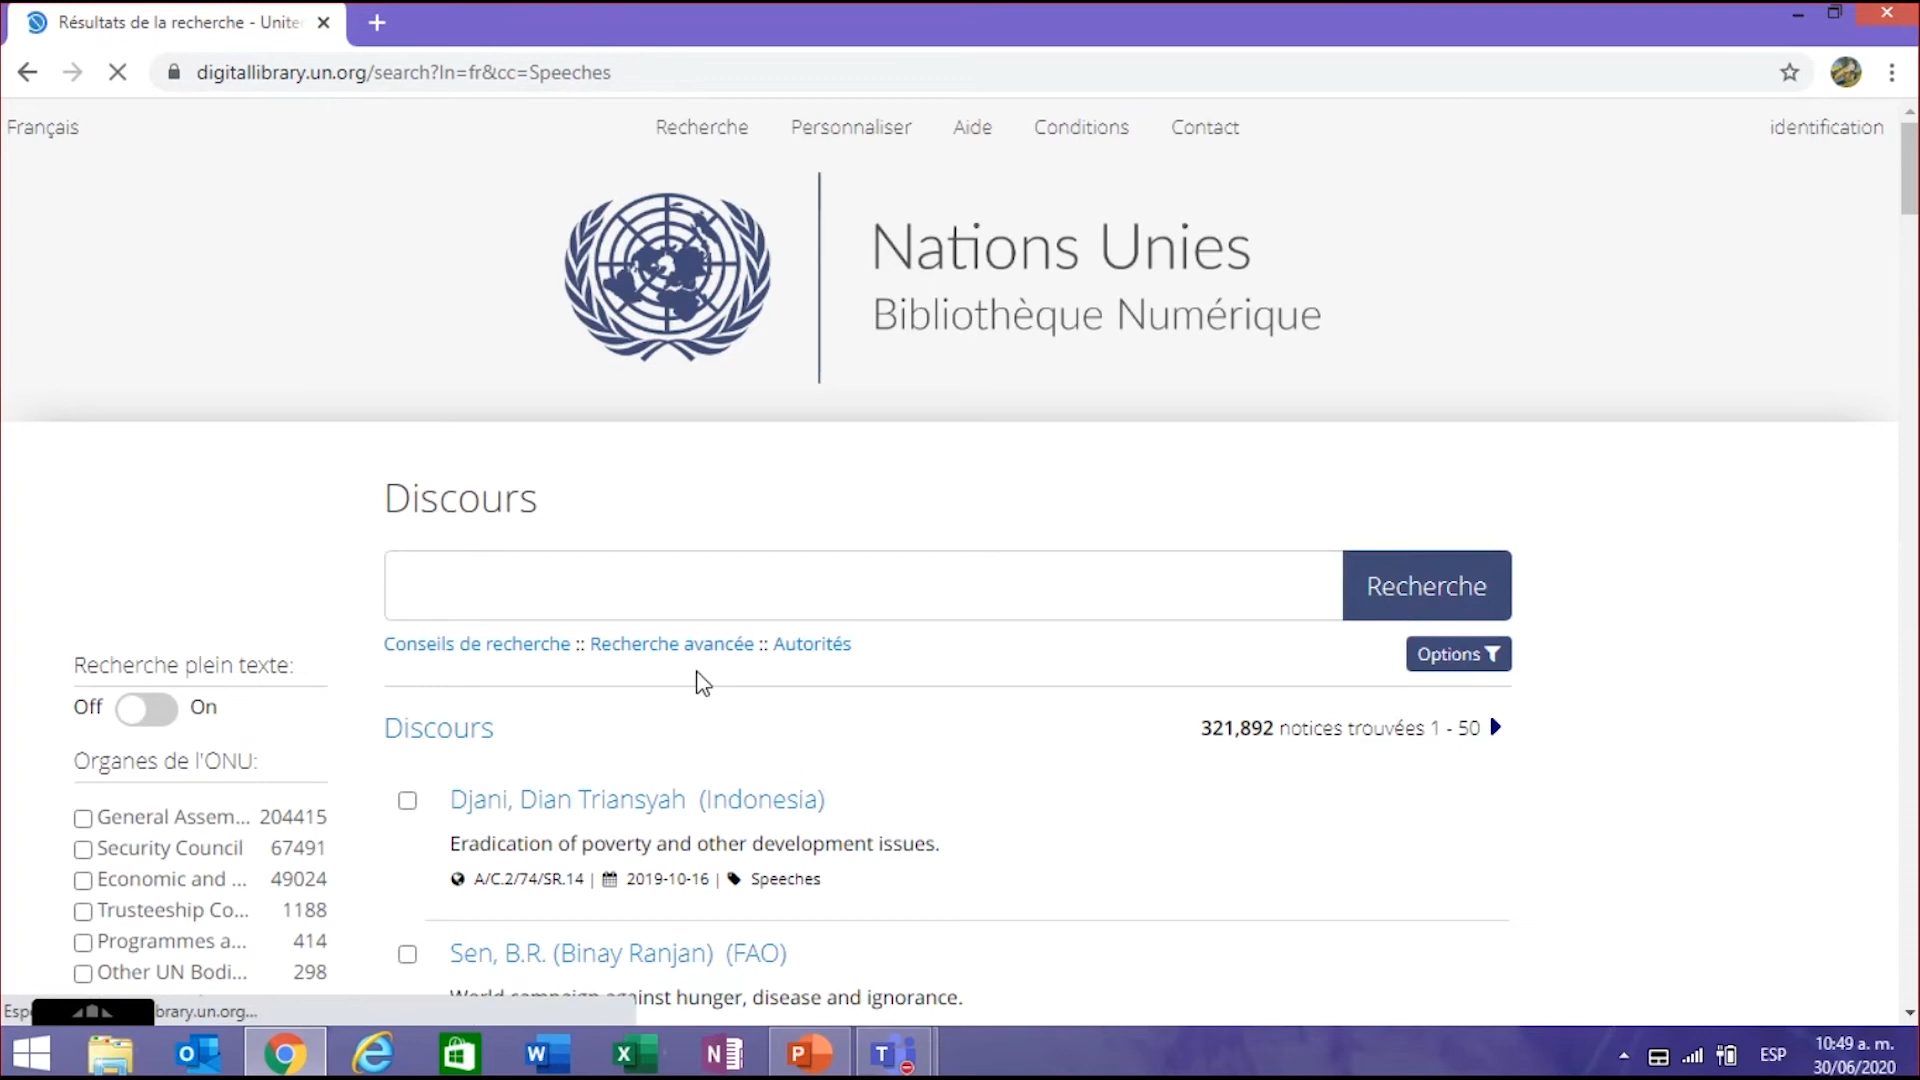 Résultats de la recherche - Unite
digitallibrary.un.org/search?ln=fr&cc=Speeches
Français Recherche Personnaliser Aide Conditions Contact identification
Nations Unies
Bibliothèque Numérique
Discours
Recherche
Conseils de recherche :: Recherche avancée :: Autorités
Options
Recherche plein texte:
Off On
Organes de l'ONU:
General Assem... 204415
Security Council 67491
Economic and ... 49024
Trusteeship Co... 1188
Programmes a... 414
Other UN Bodi... 298
Discours 321,892 notices trouvées 1 - 50
Djani, Dian Triansyah (Indonesia)
Eradication of poverty and other development issues.
A/C.2/74/SR.14 | 2019-10-16 | Speeches
Sen, B.R. (Binay Ranjan) (FAO)
World campaign against hunger, disease and ignorance.
Esp brary.un.org...
ESP
10:49 a. m.
30/06/2020